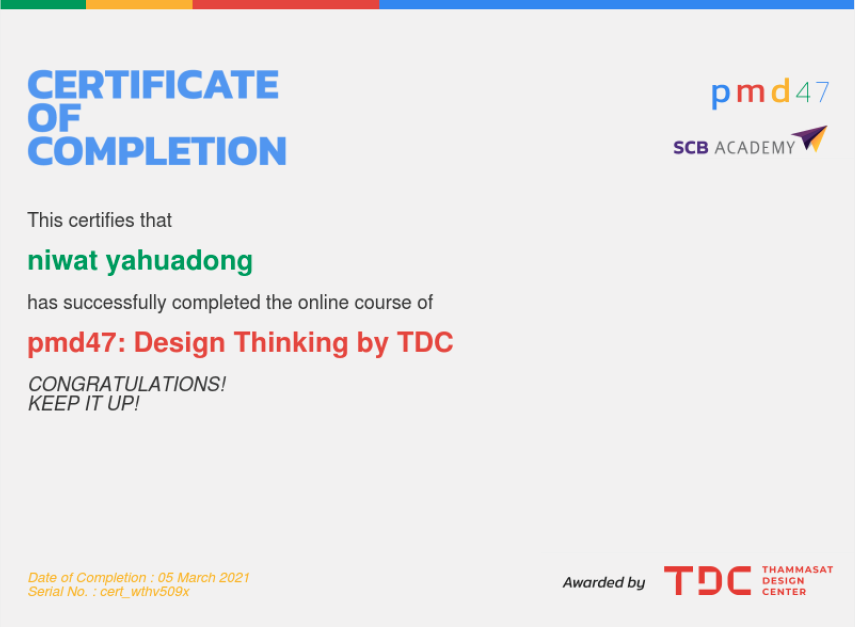 CERTIFICATE
OF
COMPLETION
pmd47
SCB ACADEMY
This certifies that
niwat yahuadong
has successfully completed the online course of
pmd47: Design Thinking by TDC
CONGRATULATIONS!
KEEP IT UP!
Date of Completion : 05 March 2021
Serial No. : cert_wthv509x
Awarded by
TDC
THAMMASAT
DESIGN
CENTER